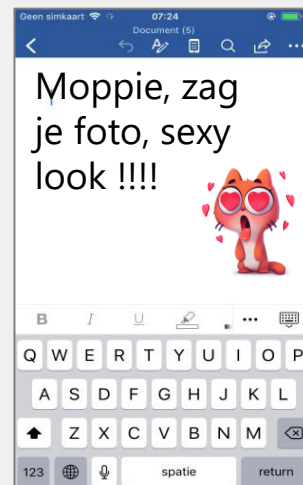 Geen simkaart 07:24
Document (5)
Moppie, zag
je foto, sexy
look !!!!
B I U
Q W E R T Y U I O P
A S D F G H J K L
Z X C V B N M
123 spatie return